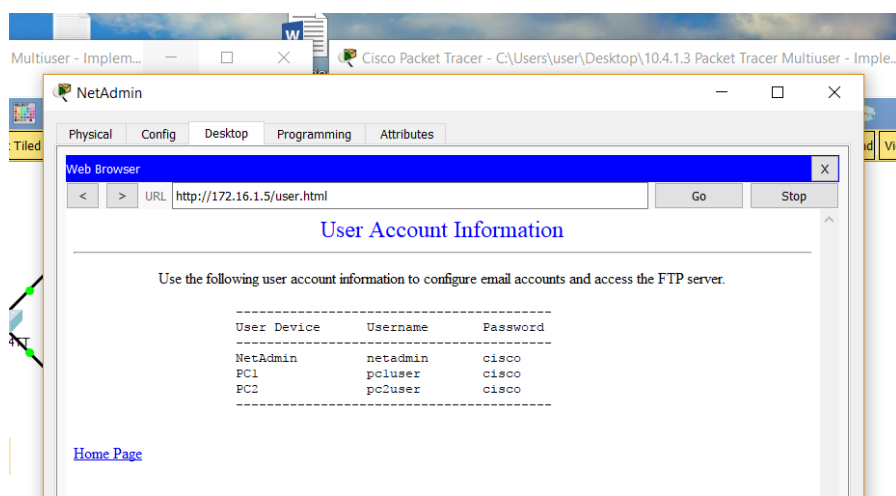 W
Multiuser - Implem...
Cisco Packet Tracer - C:\Users\user\Desktop\10.4.1.3 Packet Tracer Multiuser - Imple..
NetAdmin
Physical Config Desktop Programming Attributes
: Tiled
Vi
Web Browser X
< > URL http://172.16.1.5/user.html Go Stop
User Account Information
Use the following user account information to configure email accounts and access the FTP server.
---------------------------------------
User Device Username Password
---------------------------------------
NetAdmin netadmin cisco
PC1 pc1user cisco
PC2 pc2user cisco
---------------------------------------
Home Page